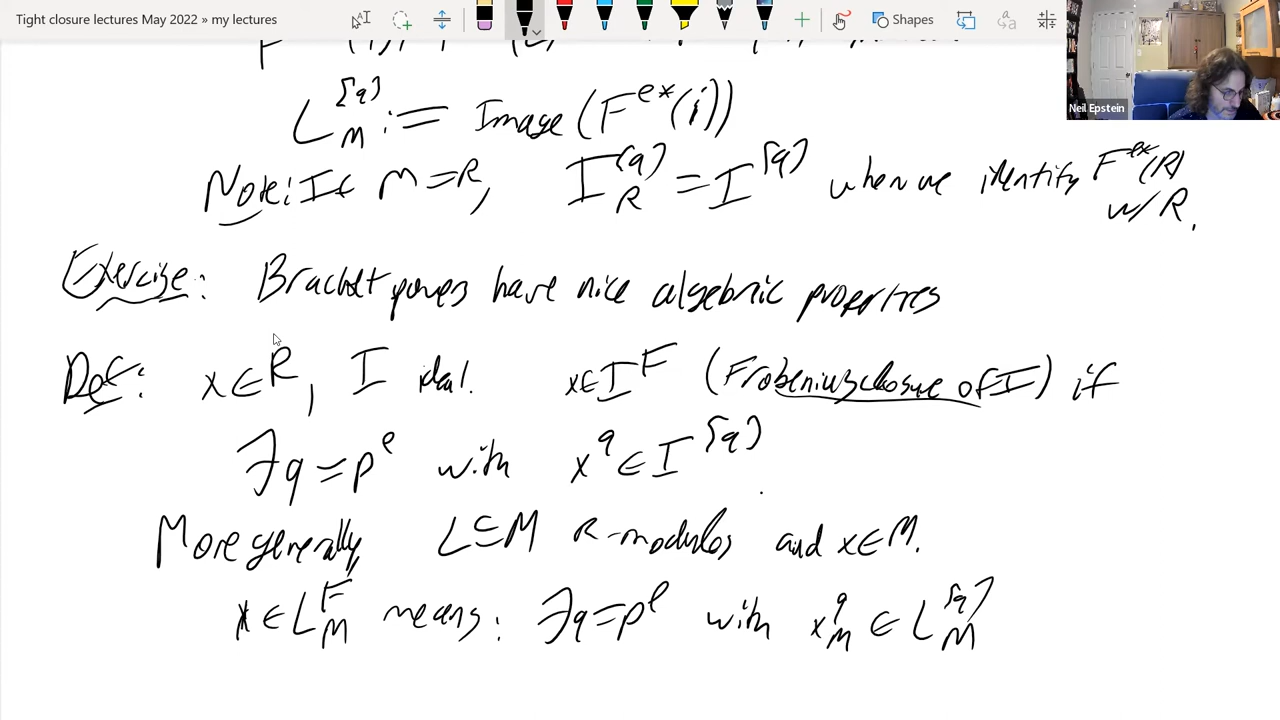 Tight closure lectures May 2022 » my lectures
Shapes
Neil Epstein
L_M^{[q]} := Image (F^{e*}(i))
Note: If M = R, I_R^{[q]} = I^{[q]} when we identify F^{e*}(R) w/ R.
Exercise: Bracket powers have nice algebraic properties
Def: x ∈ R, I ideal. x ∈ I^F (Frobenius closure of I) if
∃ q = p^e with x^q ∈ I^{[q]}.
More generally, L ⊆ M R-modules and x ∈ M.
x ∈ L_M^F means: ∃ q = p^e with x_M^q ∈ L_M^{[q]}